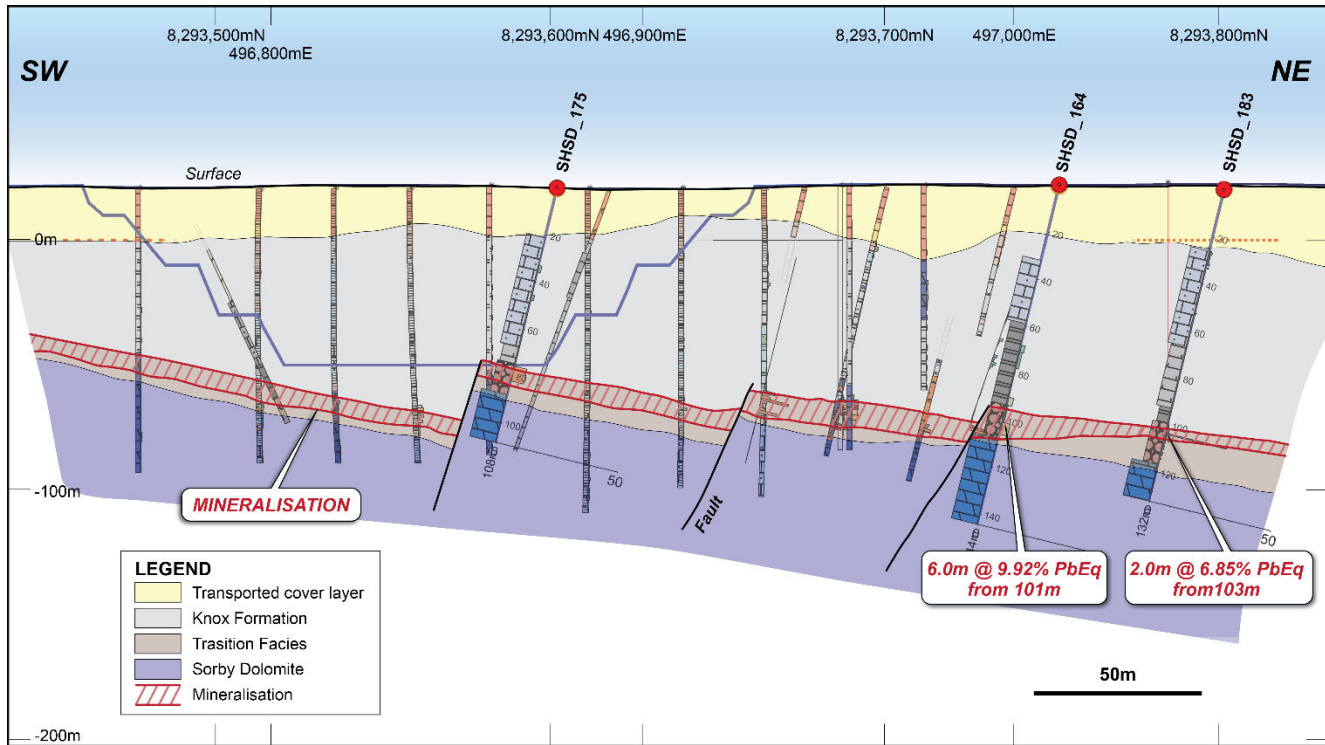 8,293,500mN
496,800mE
8,293,600mN
496,900mE
8,293,700mN
497,000mE
8,293,800mN
SW
NE
SHSD_175
SHSD_164
SHSD_183
Surface
0m
20
40
60
80
100
108m
50
20
40
60
80
100
120
140
20
40
60
80
100
120
132m
50
-100m
MINERALISATION
Fault
6.0m @ 9.92% PbEq
from 101m
2.0m @ 6.85% PbEq
from103m
LEGEND
Transported cover layer
Knox Formation
Trasition Facies
Sorby Dolomite
Mineralisation
50m
-200m